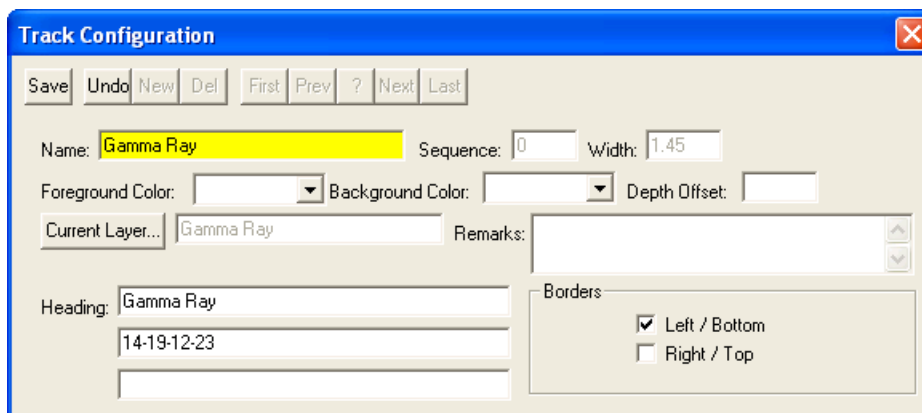 Track Configuration
Save Undo New Del First Prev ? Next Last
Name: Gamma Ray Sequence: 0 Width: 1.45
Foreground Color: Background Color: Depth Offset:
Current Layer... Gamma Ray Remarks:
Heading: Gamma Ray
14-19-12-23
Borders
Left / Bottom
Right / Top